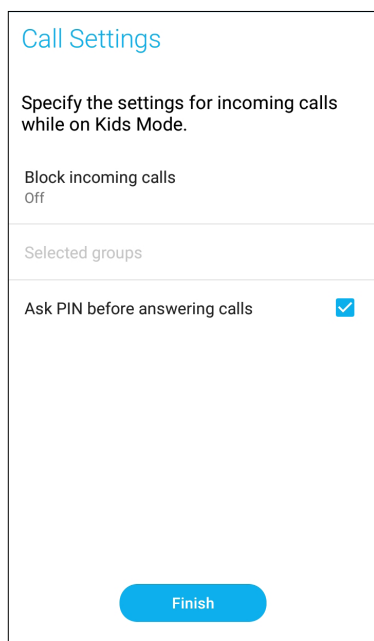 Call Settings
Specify the settings for incoming calls
while on Kids Mode.
Block incoming calls
Off
Selected groups
Ask PIN before answering calls
Finish